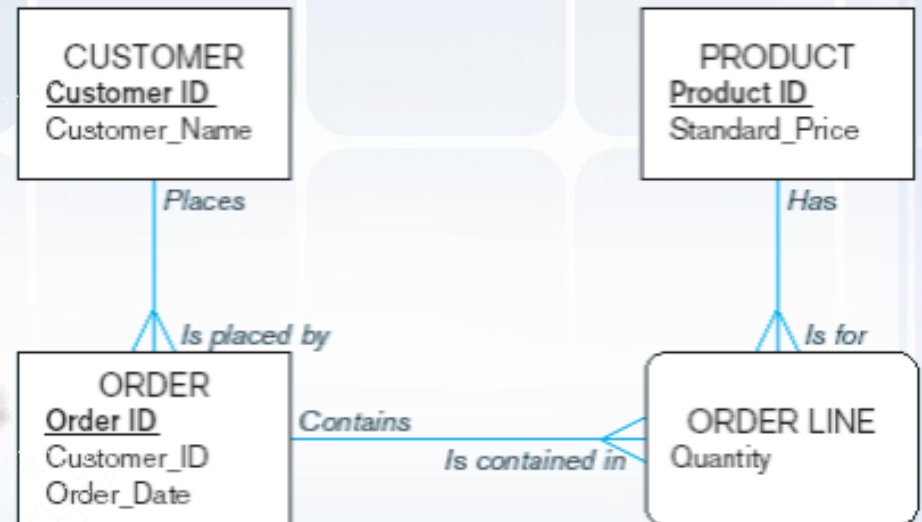 CUSTOMER
Customer ID
Customer_Name
PRODUCT
Product ID
Standard_Price
Places
Has
Is placed by
Is for
ORDER
Order ID
Customer_ID
Order_Date
Contains
Is contained in
ORDER LINE
Quantity